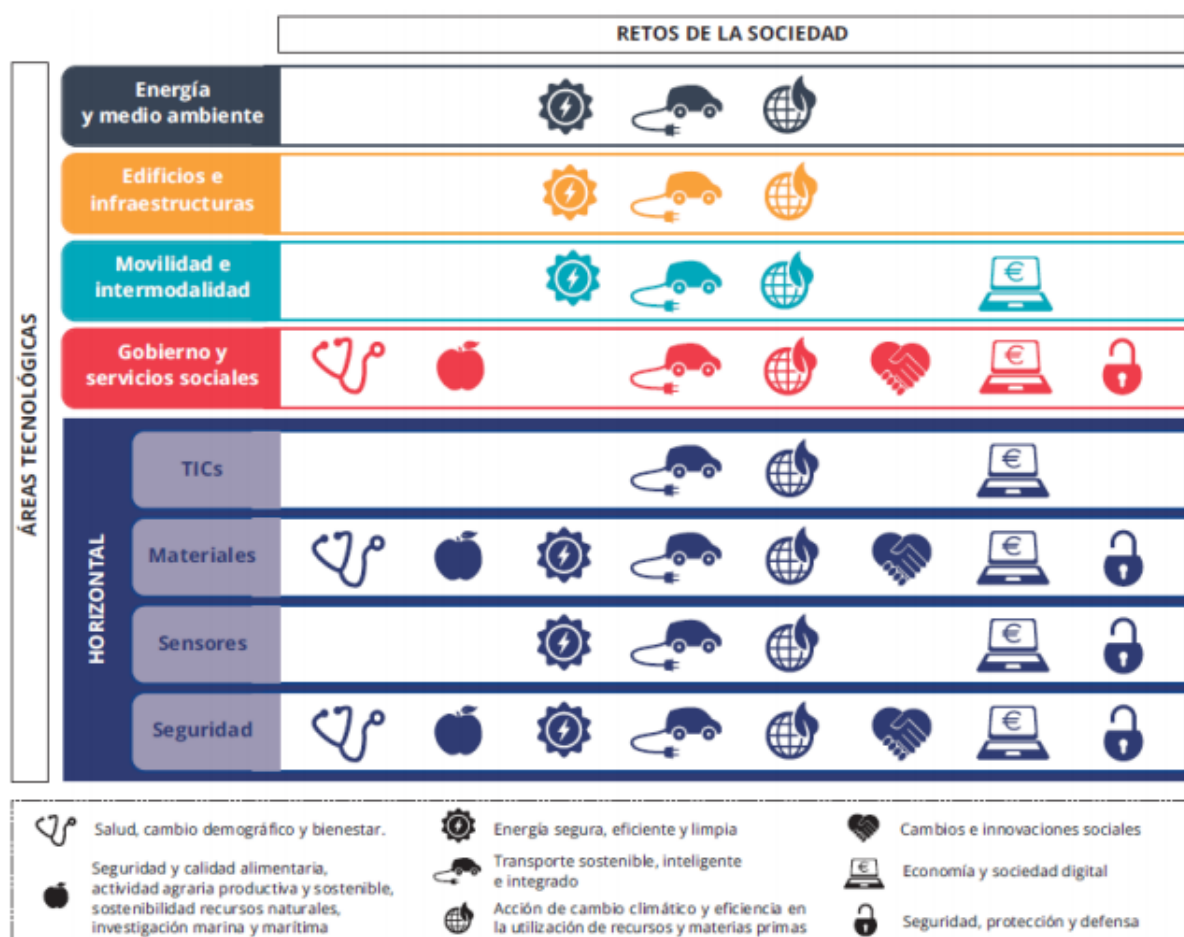 RETOS DE LA SOCIEDAD
ÁREAS TECNOLÓGICAS
Energía
y medio ambiente
Edificios e
infraestructuras
Movilidad e
intermodalidad
€
Gobierno y
servicios sociales
€
HORIZONTAL
TICs
€
Materiales
€
Sensores
€
Seguridad
€
Salud, cambio demográfico y bienestar.
Seguridad y calidad alimentaria,
actividad agraria productiva y sostenible,
sostenibilidad recursos naturales,
investigación marina y marítima
Energía segura, eficiente y limpia
Transporte sostenible, inteligente
e integrado
Acción de cambio climático y eficiencia en
la utilización de recursos y materias primas
Cambios e innovaciones sociales
€
Economía y sociedad digital
Seguridad, protección y defensa